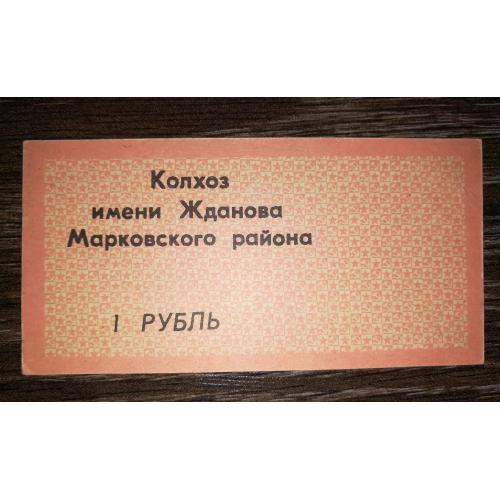 Колхоз
имени Жданова
Марковского района
1 РУБЛЬ